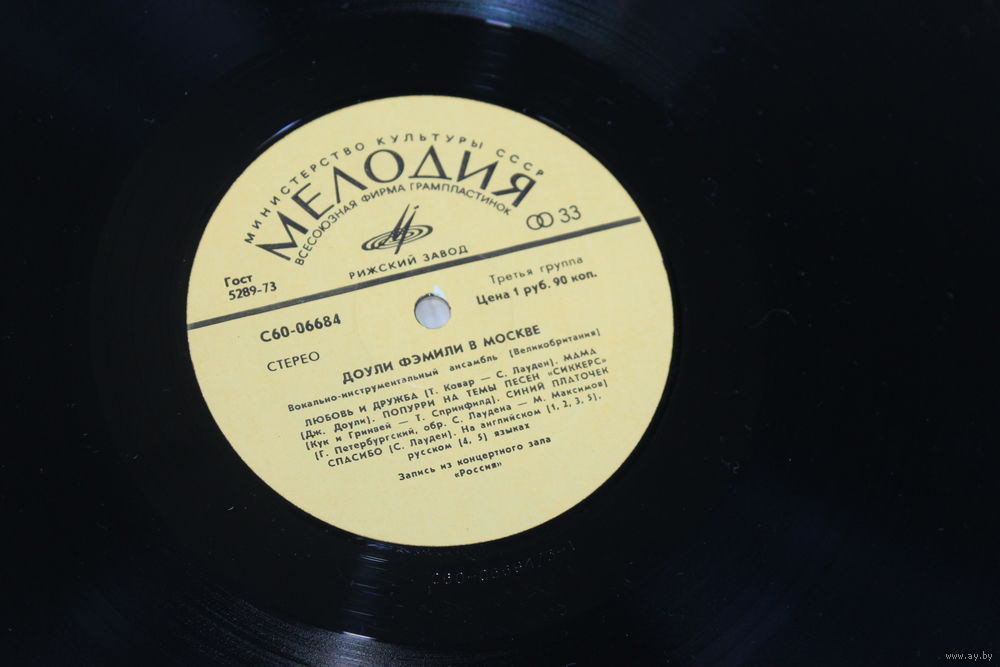 МИНИСТЕРСТВО КУЛЬТУРЫ СССР
МЕЛОДИЯ
ВСЕСОЮЗНАЯ ФИРМА ГРАМПЛАСТИНОК
33
РИЖСКИЙ ЗАВОД
Гост
5289-73
Третья группа
Цена 1 руб. 90 коп.
С60-06684
СТЕРЕО
ДОУЛИ ФЭМИЛИ В МОСКВЕ
Вокально-инструментальный ансамбль (Великобритания)
ЛЮБОВЬ И ДРУЖБА (Т. Ковар — С. Лауден). МАМА
(Дж. Доули). ПОПУРРИ НА ТЕМЫ ПЕСЕН «СИККЕРС»
(Кук и Гринвей — Т. Спринфилд). СИНИЙ ПЛАТОЧЕК
(Г. Петербургский, обр. С. Лаудена — М. Максимов)
СПАСИБО (С. Лауден). На английском (1, 2, 3, 5),
русском (4, 5) языках
Запись из концертного зала
«Россия»
www.ay.by